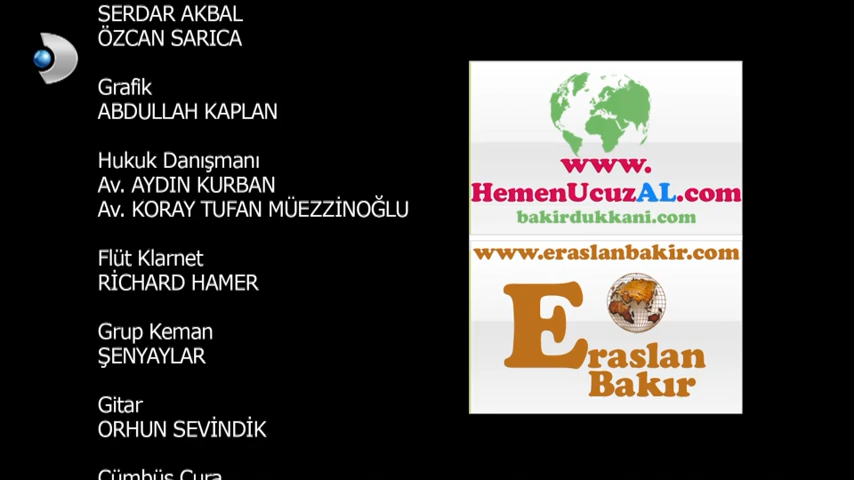 SERDAR AKBAL
ÖZCAN SARICA
Grafik
ABDULLAH KAPLAN
Hukuk Danışmanı
Av. AYDIN KURBAN
Av. KORAY TUFAN MÜEZZİNOĞLU
Flüt Klarnet
RİCHARD HAMER
Grup Keman
ŞENYAYLAR
Gitar
ORHUN SEVİNDİK
Cümbüş Cura
www.
HemenUcuzAL.com
bakirdukkani.com
www.eraslanbakir.com
Eraslan
Bakır